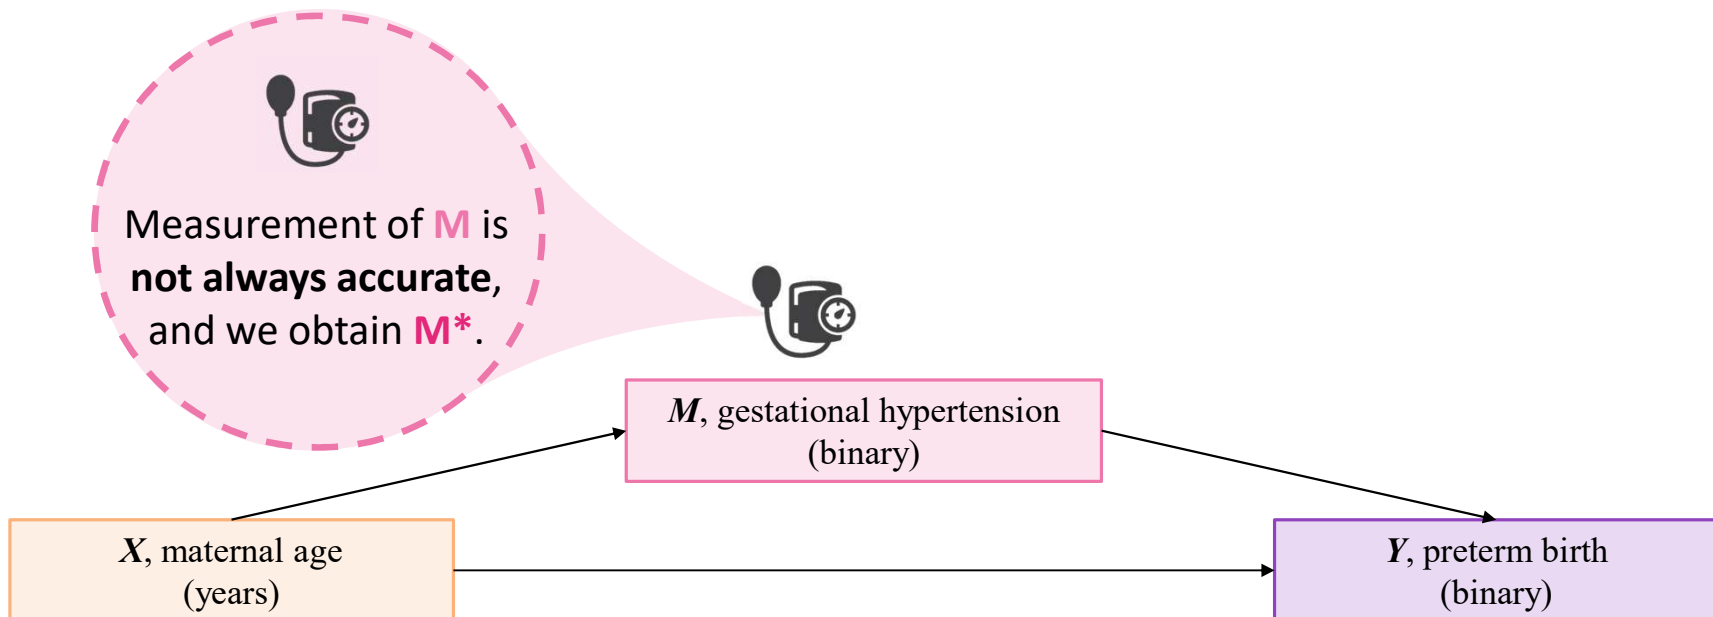 Measurement of M is
not always accurate,
and we obtain M*.
M, gestational hypertension
(binary)
X, maternal age
(years)
Y, preterm birth
(binary)